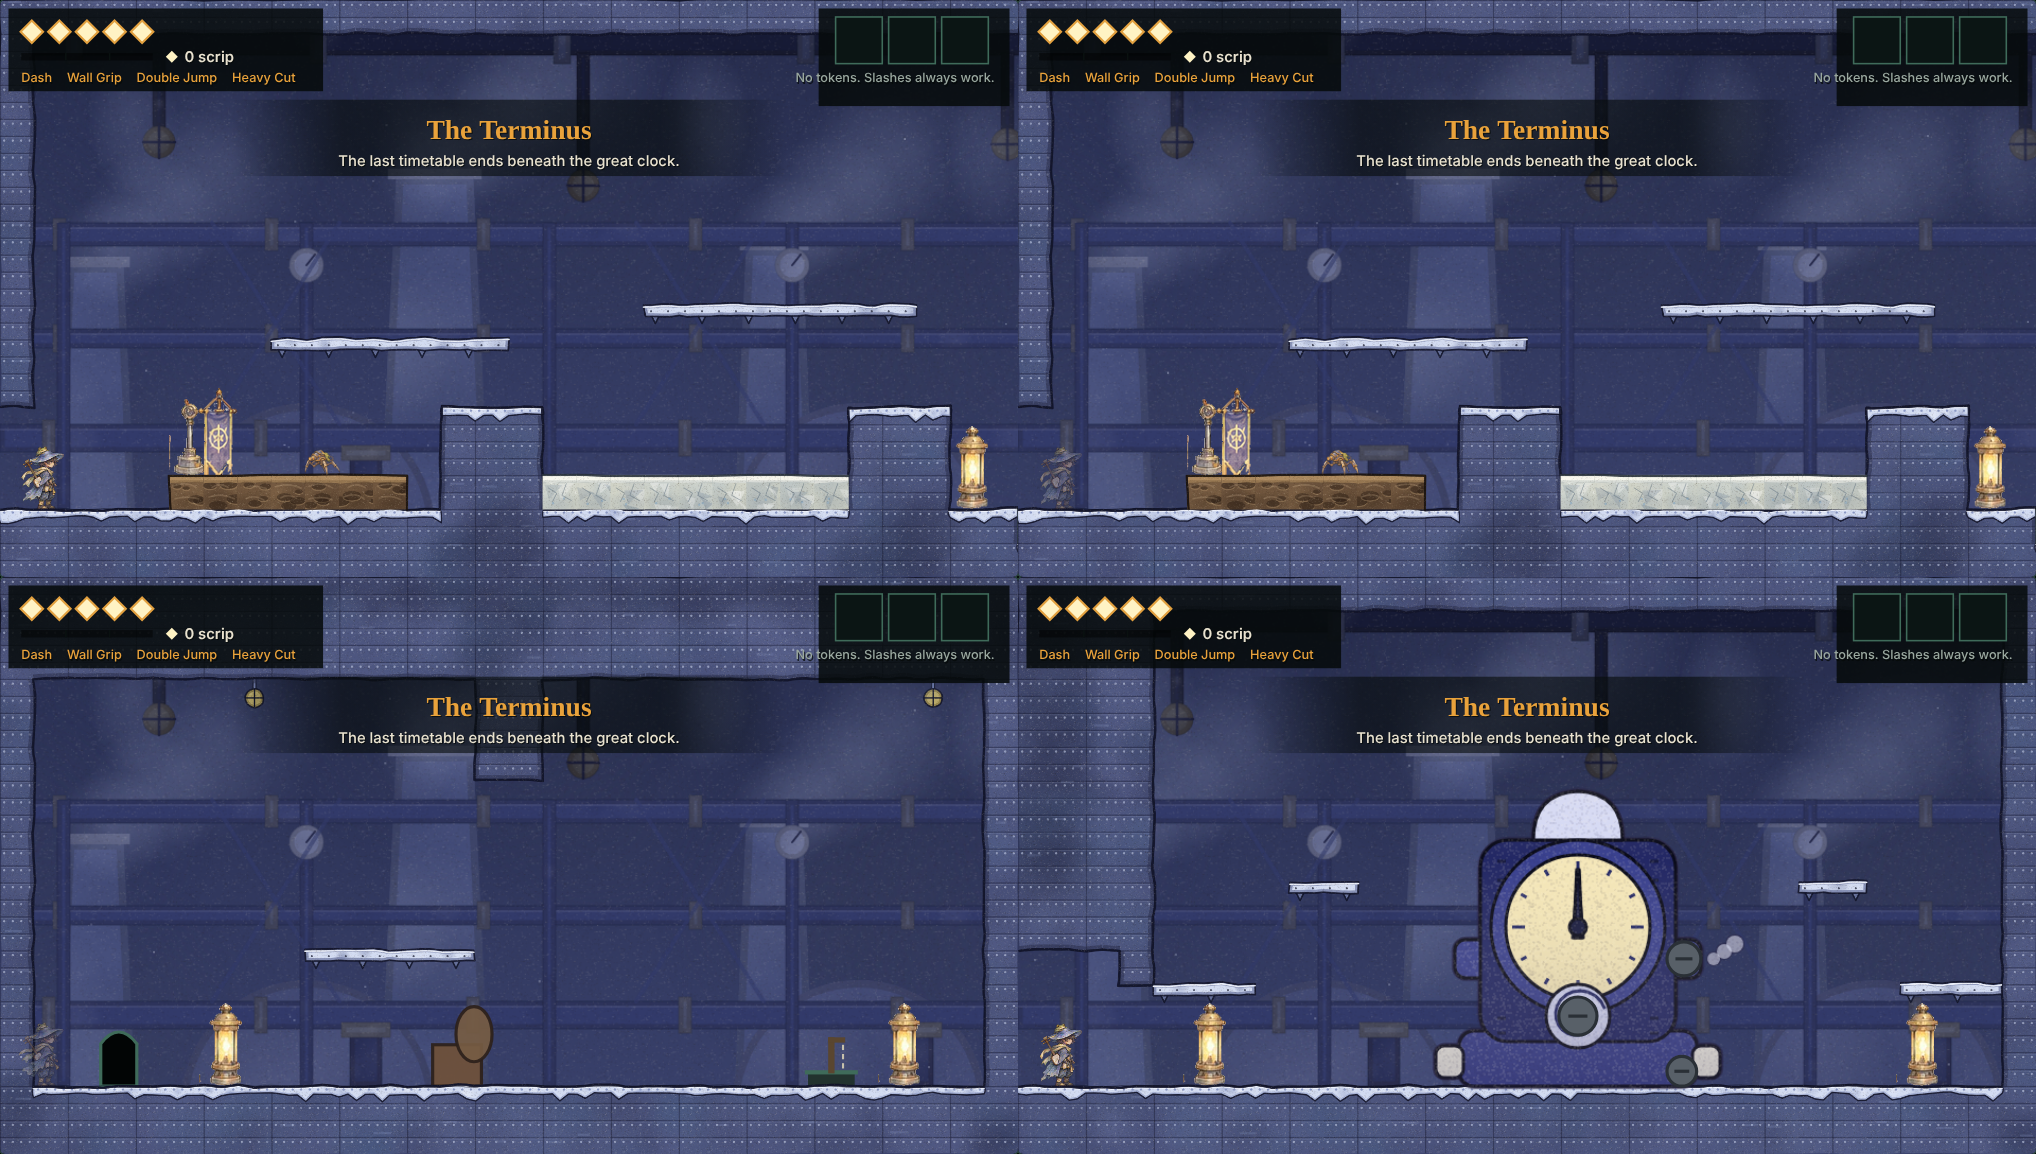 0 scrip
Dash Wall Grip Double Jump Heavy Cut
No tokens. Slashes always work.
The Terminus
The last timetable ends beneath the great clock.
0 scrip
Dash Wall Grip Double Jump Heavy Cut
No tokens. Slashes always work.
The Terminus
The last timetable ends beneath the great clock.
0 scrip
Dash Wall Grip Double Jump Heavy Cut
No tokens. Slashes always work.
The Terminus
The last timetable ends beneath the great clock.
0 scrip
Dash Wall Grip Double Jump Heavy Cut
No tokens. Slashes always work.
The Terminus
The last timetable ends beneath the great clock.